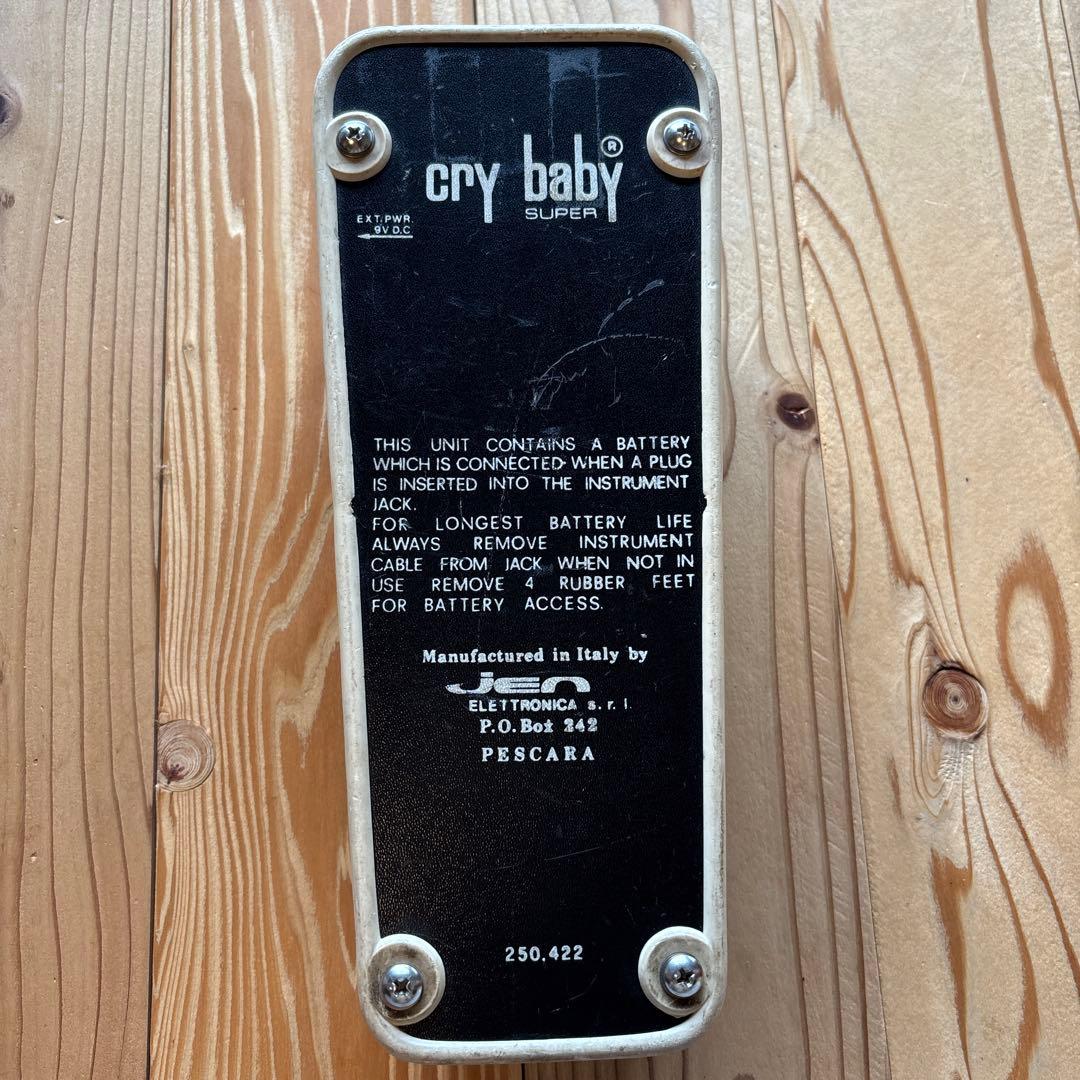 cry baby®
SUPER
EXT. PWR.
9V D.C
THIS UNIT CONTAINS A BATTERY
WHICH IS CONNECTED WHEN A PLUG
IS INSERTED INTO THE INSTRUMENT
JACK.
FOR LONGEST BATTERY LIFE
ALWAYS REMOVE INSTRUMENT
CABLE FROM JACK WHEN NOT IN
USE REMOVE 4 RUBBER FEET
FOR BATTERY ACCESS.
Manufactured in Italy by
Jen
ELETTRONICA s.r.l.
P.O. Box 242
PESCARA
250.422